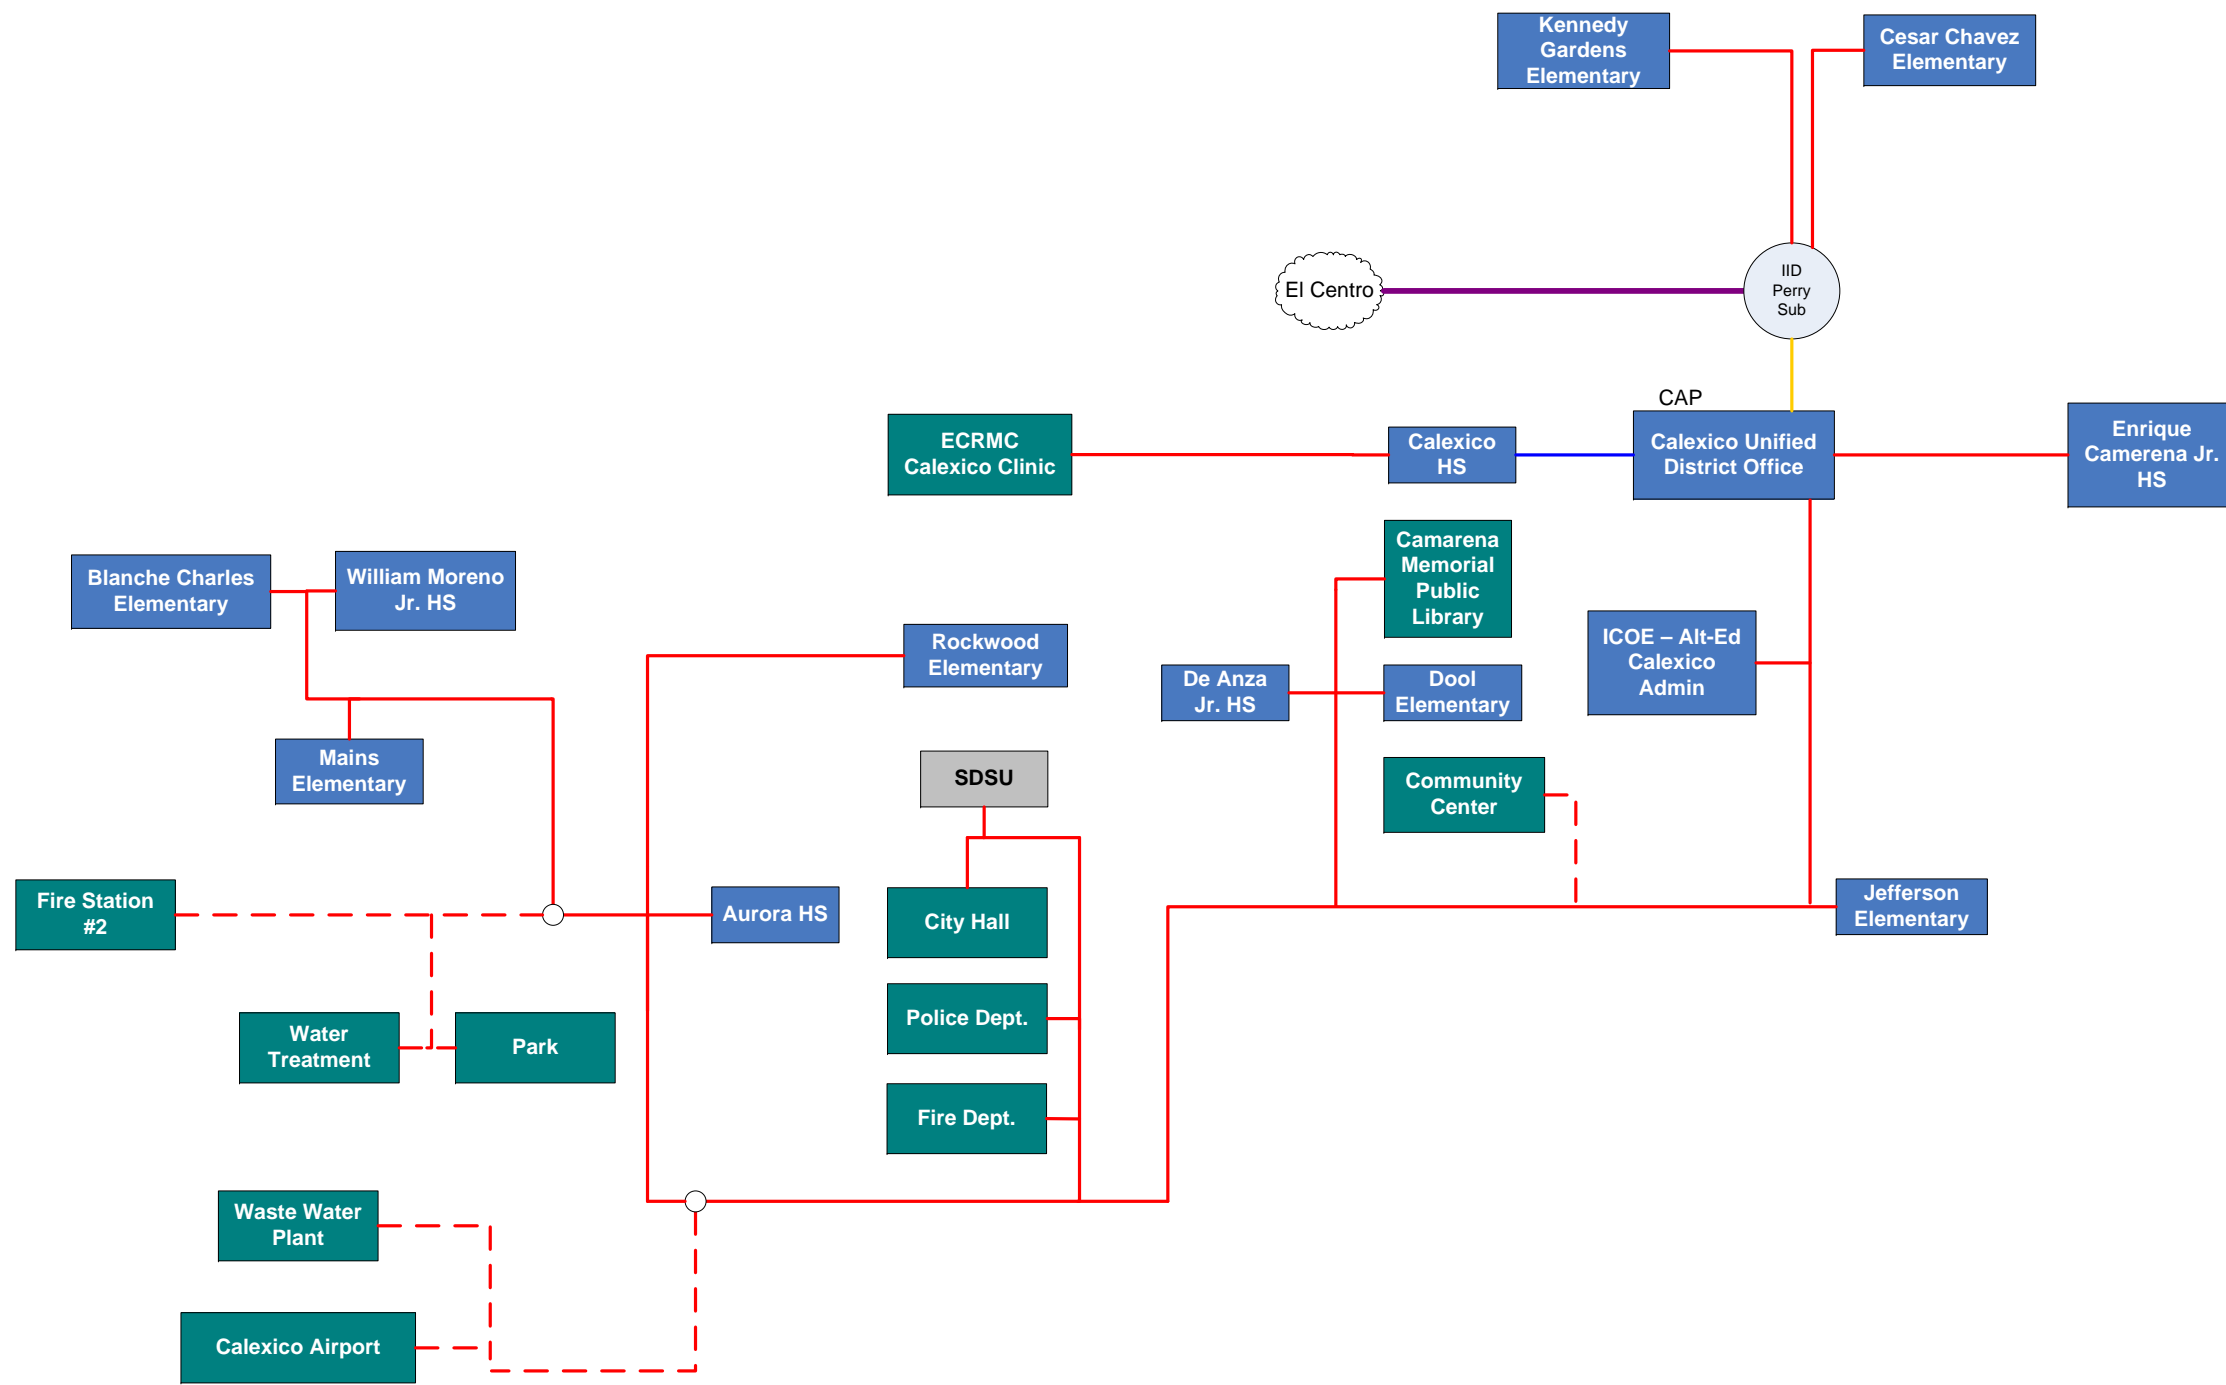 Kennedy
Gardens
Elementary
Cesar Chavez
Elementary
IID
Perry
Sub
El Centro
CAP
ECRMC
Calexico Clinic
Calexico
HS
Calexico Unified
District Office
Enrique
Camerena Jr.
HS
Camarena
Memorial
Public
Library
Blanche Charles
Elementary
William Moreno
Jr. HS
Rockwood
Elementary
De Anza
Jr. HS
Dool
Elementary
ICOE – Alt-Ed
Calexico
Admin
Mains
Elementary
SDSU
Community
Center
Fire Station
#2
Aurora HS
City Hall
Jefferson
Elementary
Water
Treatment
Park
Police Dept.
Fire Dept.
Waste Water
Plant
Calexico Airport